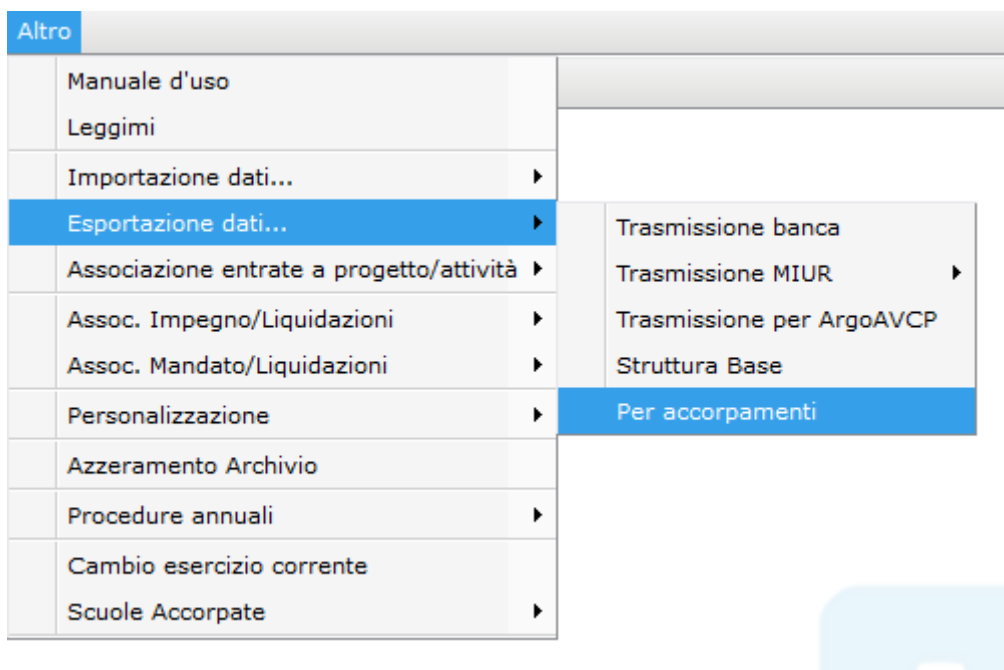 Altro
Manuale d'uso
Leggimi
Importazione dati...
Esportazione dati...
Associazione entrate a progetto/attività
Assoc. Impegno/Liquidazioni
Assoc. Mandato/Liquidazioni
Personalizzazione
Azzeramento Archivio
Procedure annuali
Cambio esercizio corrente
Scuole Accorpate
Trasmissione banca
Trasmissione MIUR
Trasmissione per ArgoAVCP
Struttura Base
Per accorpamenti